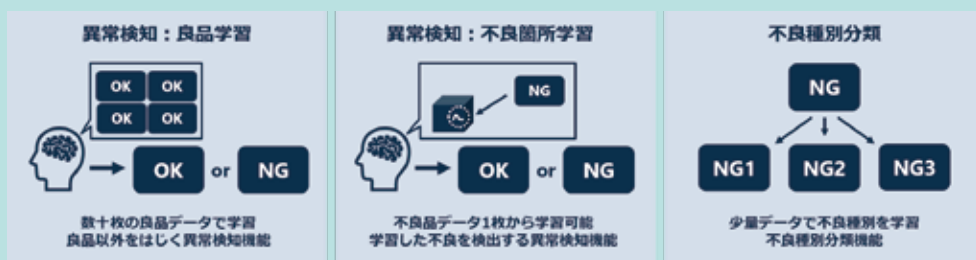 異常検知：良品学習
OK OK
OK OK
OK or NG
数十枚の良品データで学習
良品以外をはじく異常検知機能
異常検知：不良箇所学習
NG
OK or NG
不良品データ1枚から学習可能
学習した不良を検出する異常検知機能
不良種別分類
NG
NG1 NG2 NG3
少量データで不良種別を学習
不良種別分類機能